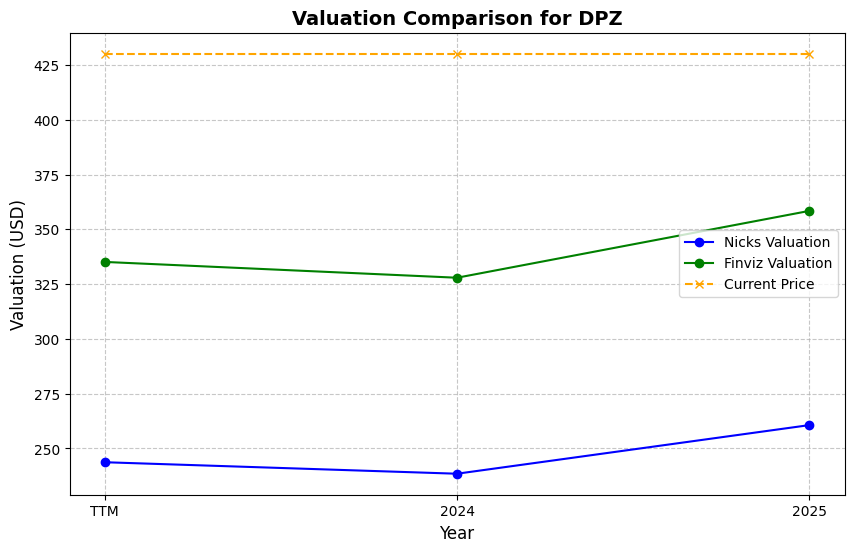 Valuation Comparison for DPZ
Valuation (USD)
425
400
375
350
325
300
275
250
Nicks Valuation
Finviz Valuation
Current Price
TTM
2024
2025
Year